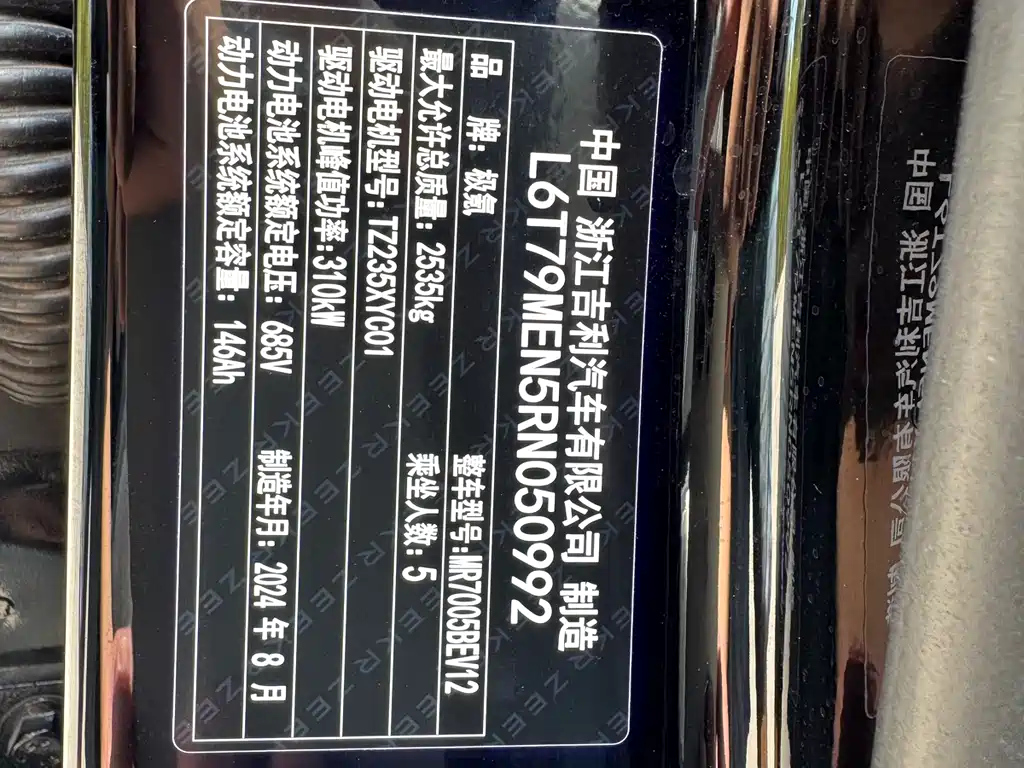 中国 浙江吉利汽车有限公司 制造
L6T79MEN5RN050992
品 牌: 极氪 整车型号:MR7005BEV12
最大允许总质量: 2535kg 乘坐人数: 5
驱动电机型号:TZ235XYC01
驱动电机峰值功率:310kW
动力电池系统额定电压: 685V 制造年月: 2024 年 8 月
动力电池系统额定容量: 146Ah
ZEEKR